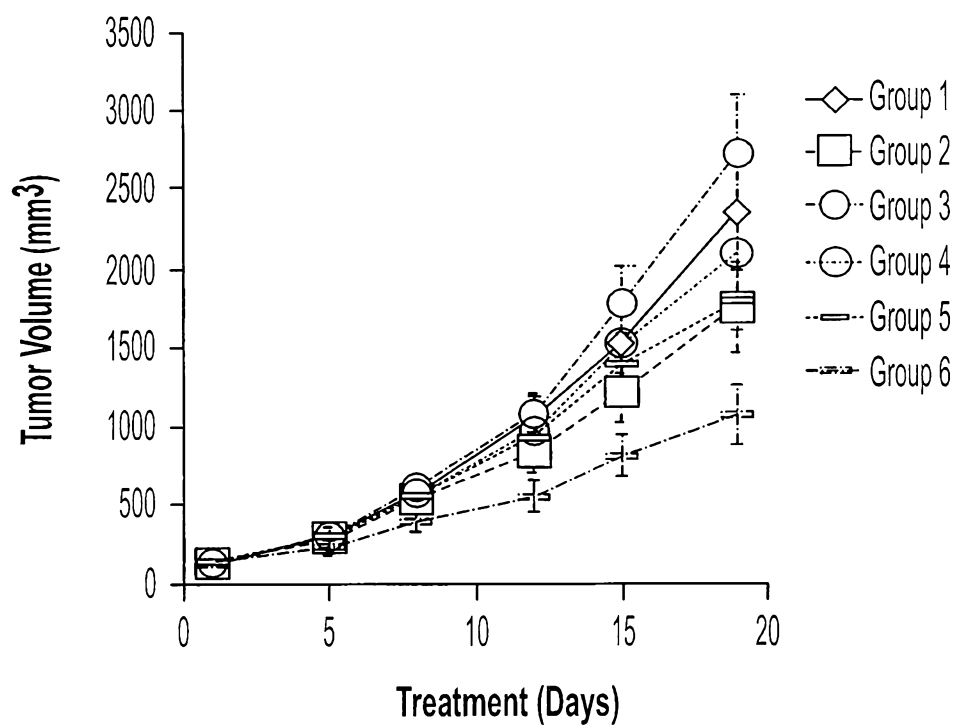 Tumor Volume (mm³)
3500
3000
2500
2000
1500
1000
500
0
0 5 10 15 20
Treatment (Days)
Group 1
Group 2
Group 3
Group 4
Group 5
Group 6